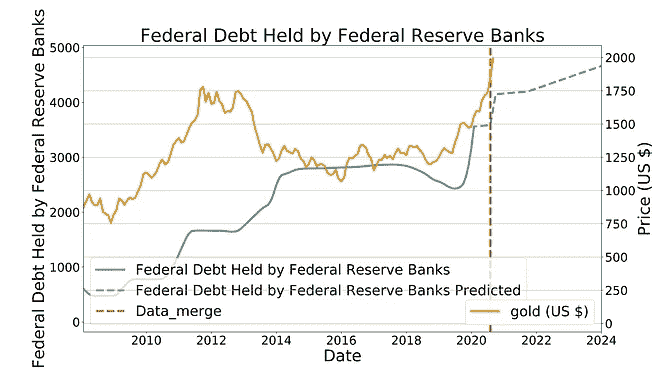 Federal Debt Held by Federal Reserve Banks
Federal Debt Held by Federal Reserve Banks
5000
4000
3000
2000
1000
0
2000
1750
1500
1250
1000
750
500
250
0
Price (US $)
Federal Debt Held by Federal Reserve Banks
Federal Debt Held by Federal Reserve Banks Predicted
Data_merge
gold (US $)
2010 2012 2014 2016 2018 2020 2022 2024
Date